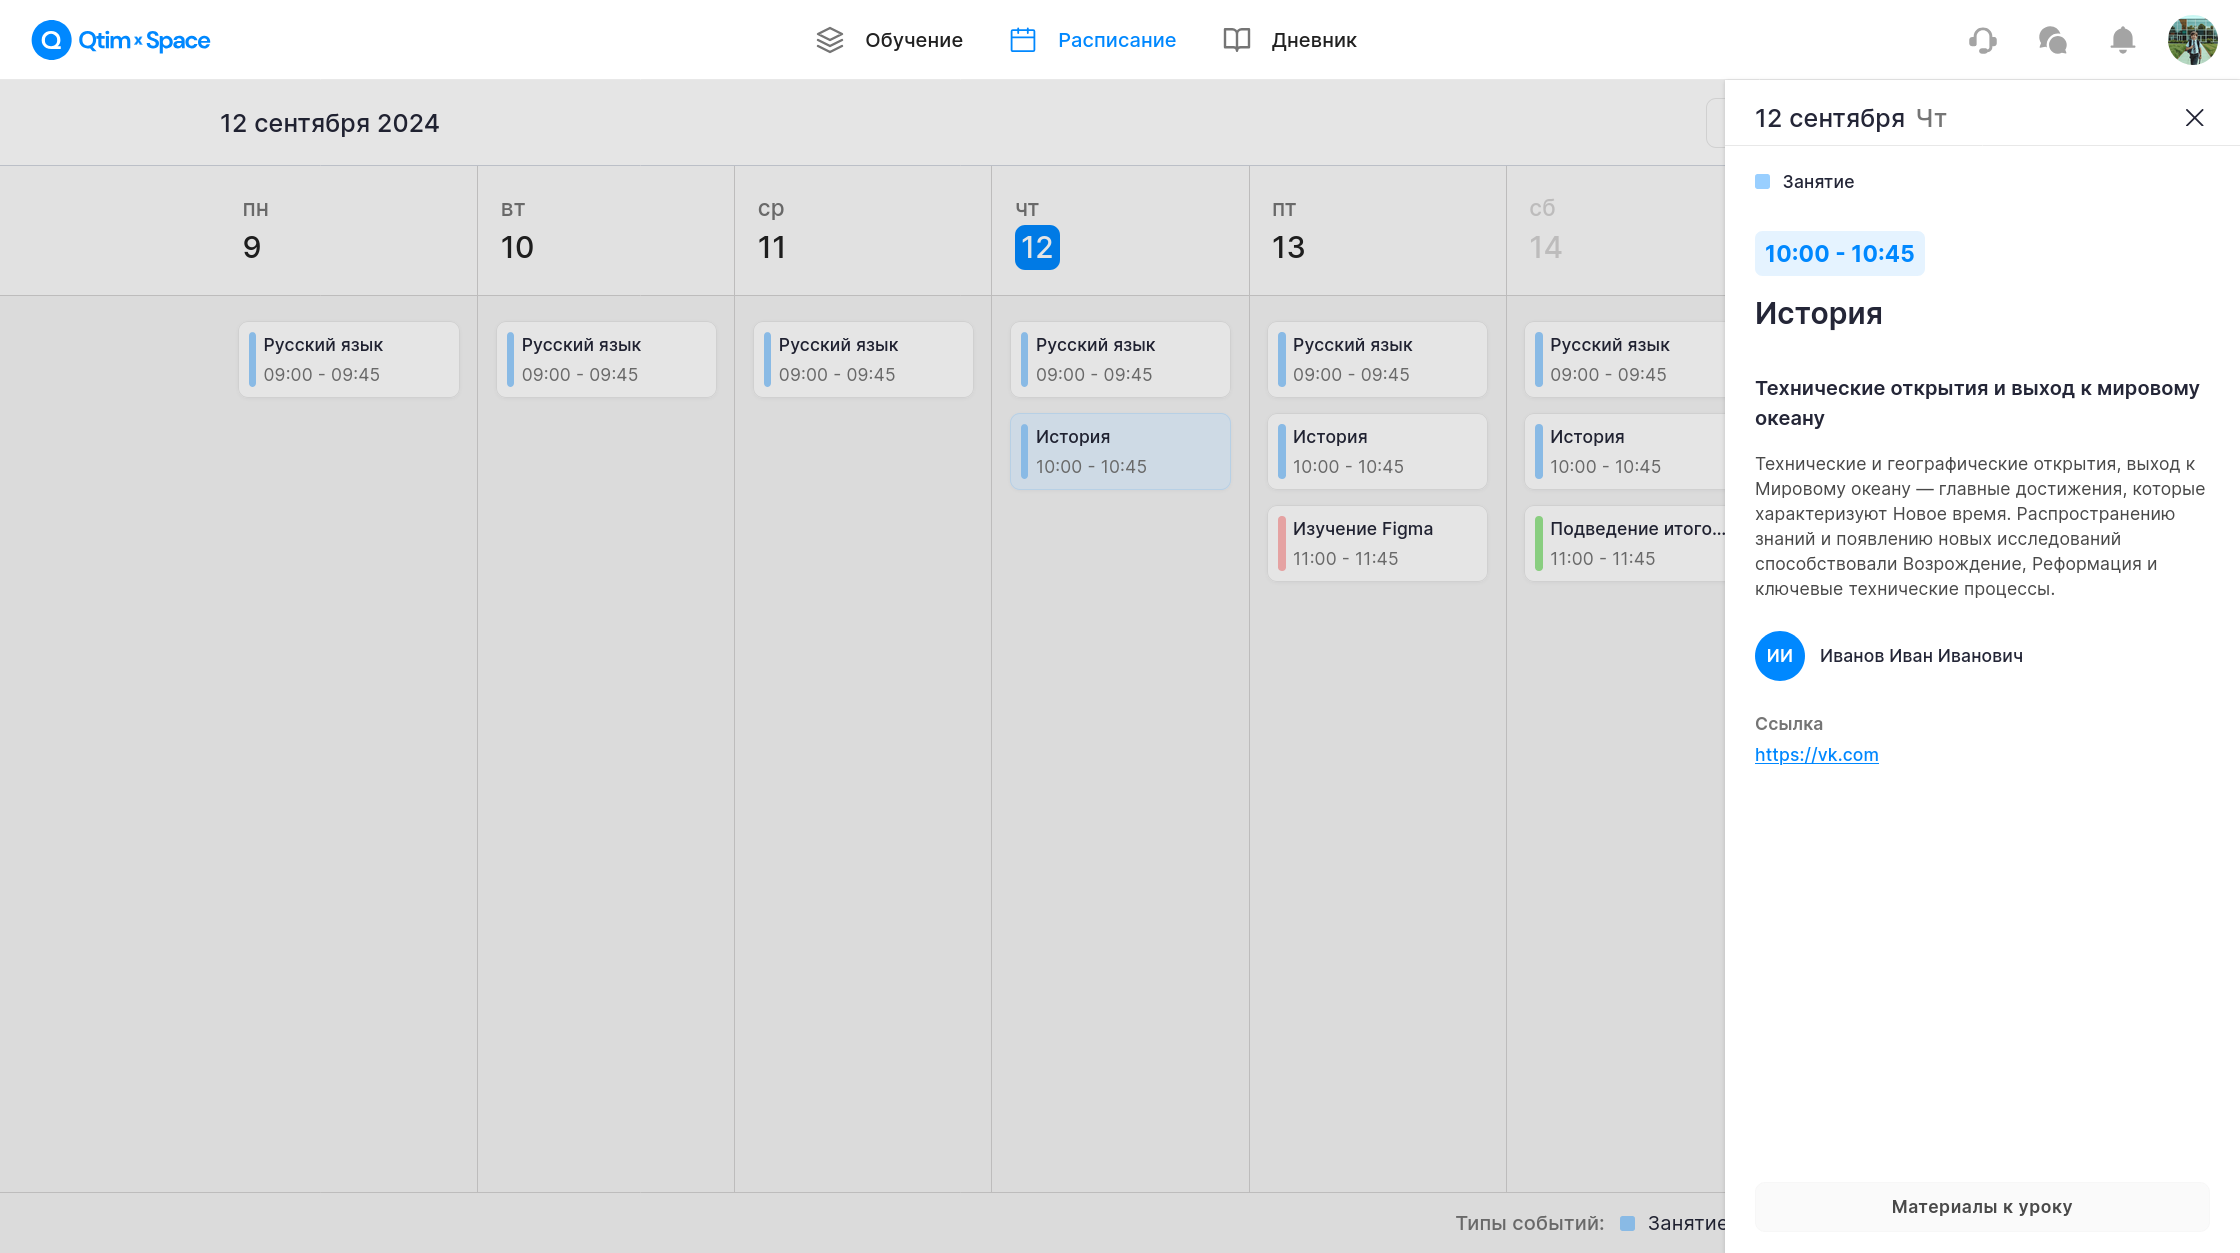 Qtim x Space
Обучение
Расписание
Дневник
12 сентября 2024
пн
9
вт
10
ср
11
чт
12
пт
13
сб
14
Русский язык
09:00 - 09:45
Русский язык
09:00 - 09:45
Русский язык
09:00 - 09:45
Русский язык
09:00 - 09:45
История
10:00 - 10:45
Русский язык
09:00 - 09:45
История
10:00 - 10:45
Изучение Figma
11:00 - 11:45
Русский язык
09:00 - 09:45
История
10:00 - 10:45
Подведение итого...
11:00 - 11:45
Типы событий:
Занятие
12 сентября Чт
Занятие
10:00 - 10:45
История
Технические открытия и выход к мировому
океану
Технические и географические открытия, выход к
Мировому океану — главные достижения, которые
характеризуют Новое время. Распространению
знаний и появлению новых исследований
способствовали Возрождение, Реформация и
ключевые технические процессы.
ИИ
Иванов Иван Иванович
Ссылка
https://vk.com
Материалы к уроку